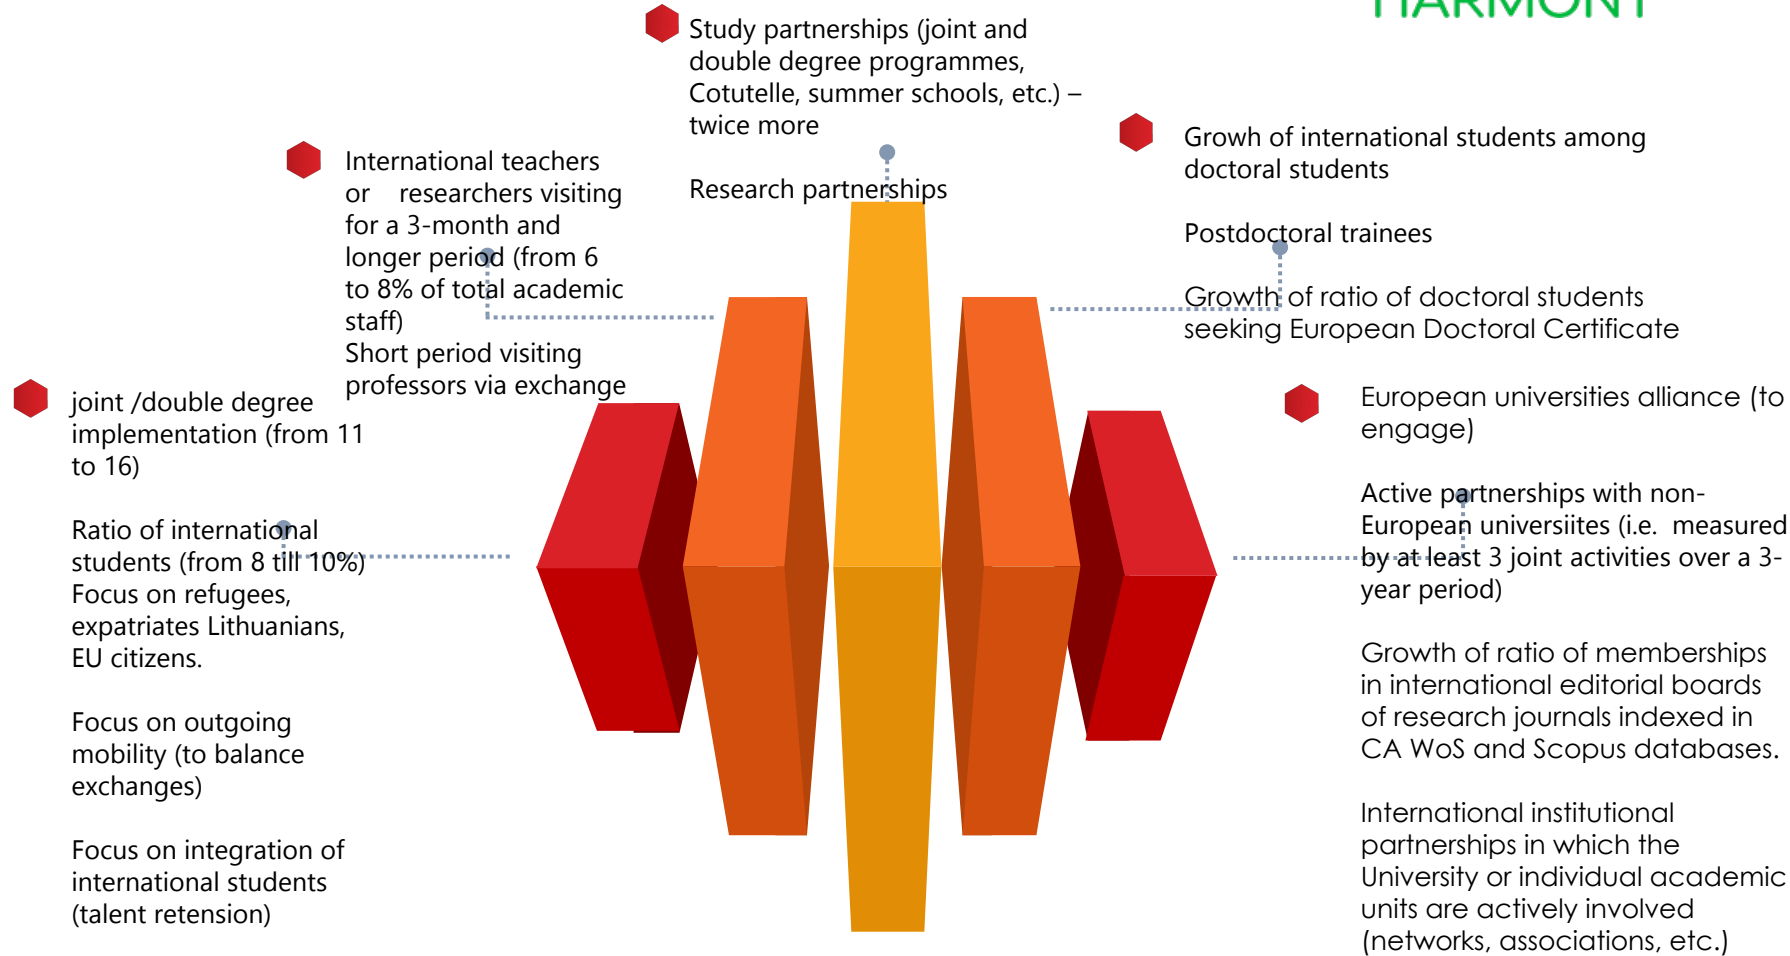 HARMONY
Study partnerships (joint and
double degree programmes,
Cotutelle, summer schools, etc.) –
twice more
Research partnerships
International teachers
or researchers visiting
for a 3-month and
longer period (from 6
to 8% of total academic
staff)
Short period visiting
professors via exchange
Growh of international students among
doctoral students
Postdoctoral trainees
Growth of ratio of doctoral students
seeking European Doctoral Certificate
joint /double degree
implementation (from 11
to 16)
Ratio of international
students (from 8 till 10%)
Focus on refugees,
expatriates Lithuanians,
EU citizens.
Focus on outgoing
mobility (to balance
exchanges)
Focus on integration of
international students
(talent retension)
European universities alliance (to
engage)
Active partnerships with non-
European universiites (i.e. measured
by at least 3 joint activities over a 3-
year period)
Growth of ratio of memberships
in international editorial boards
of research journals indexed in
CA WoS and Scopus databases.
International institutional
partnerships in which the
University or individual academic
units are actively involved
(networks, associations, etc.)